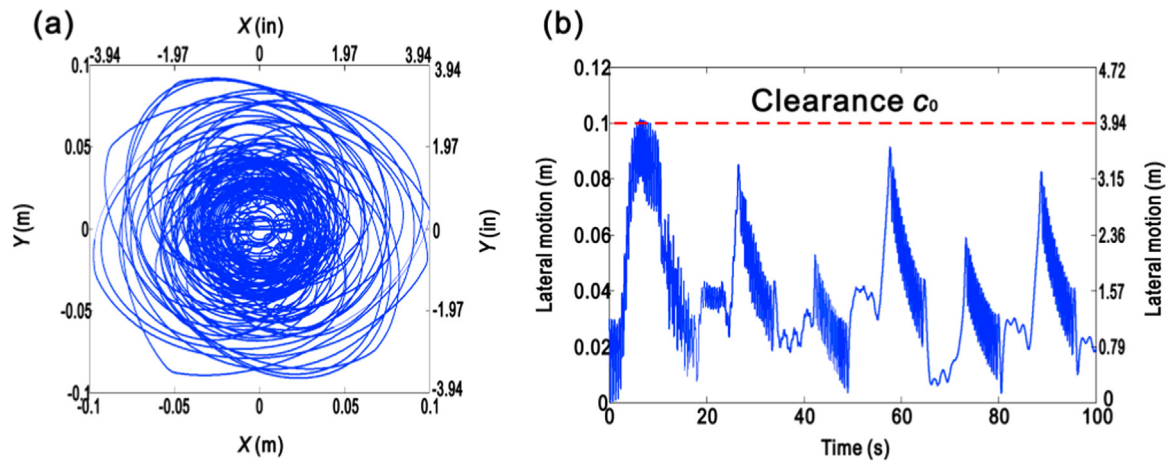 (a)
X (in)
-3.94 -1.97 0 1.97 3.94
0.1 3.94
0.05 1.97
Y (m) 0 0 Y (in)
-0.05 -1.97
-0.1 -3.94
-0.1 -0.05 0 0.05 0.1
X (m)
(b)
0.12 4.72
Clearance c₀
0.1 3.94
0.08 3.15
Lateral motion (m) 0.06 2.36 Lateral motion (m)
0.04 1.57
0.02 0.79
0 0
0 20 40 60 80 100
Time (s)